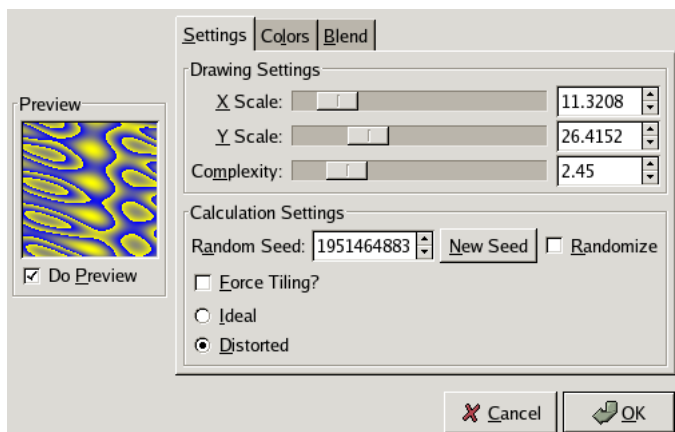 Settings Colors Blend
Drawing Settings
Preview
X Scale: 11.3208
Y Scale: 26.4152
Complexity: 2.45
Calculation Settings
Random Seed: 1951464883 New Seed Randomize
Do Preview
Force Tiling?
Ideal
Distorted
Cancel OK